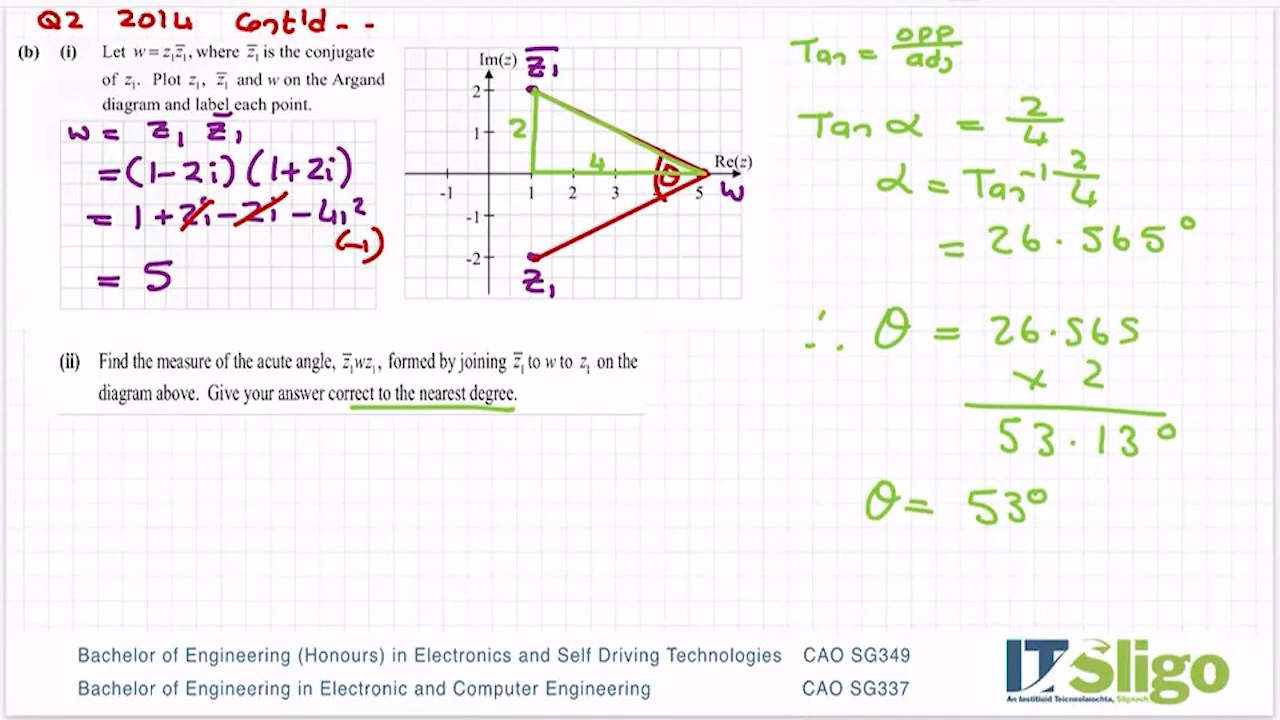 Q2 2014 Cont'd - -
(b) (i) Let w = z₁z̄₁, where z̄₁ is the conjugate
of z₁. Plot z₁, z̄₁ and w on the Argand
diagram and label each point.
w = z₁ z̄₁
= (1-2i) (1+2i)
= 1 + 2i - 2i - 4i²
(-1)
= 5
Im(z)
z̄₁
2
1
2
4
θ
Re(z)
-1 1 2 3 5 w
-1
-2
z₁
(ii) Find the measure of the acute angle, z̄₁wz₁, formed by joining z̄₁ to w to z₁ on the
diagram above. Give your answer correct to the nearest degree.
Tan = opp/adj
Tan α = 2/4
α = Tan⁻¹ 2/4
= 26.565°
∴ θ = 26.565
x 2
53.13°
θ = 53°
Bachelor of Engineering (Honours) in Electronics and Self Driving Technologies CAO SG349
Bachelor of Engineering in Electronic and Computer Engineering CAO SG337
IT Sligo
An Institiúid Teicneolaíochta, Sligeach